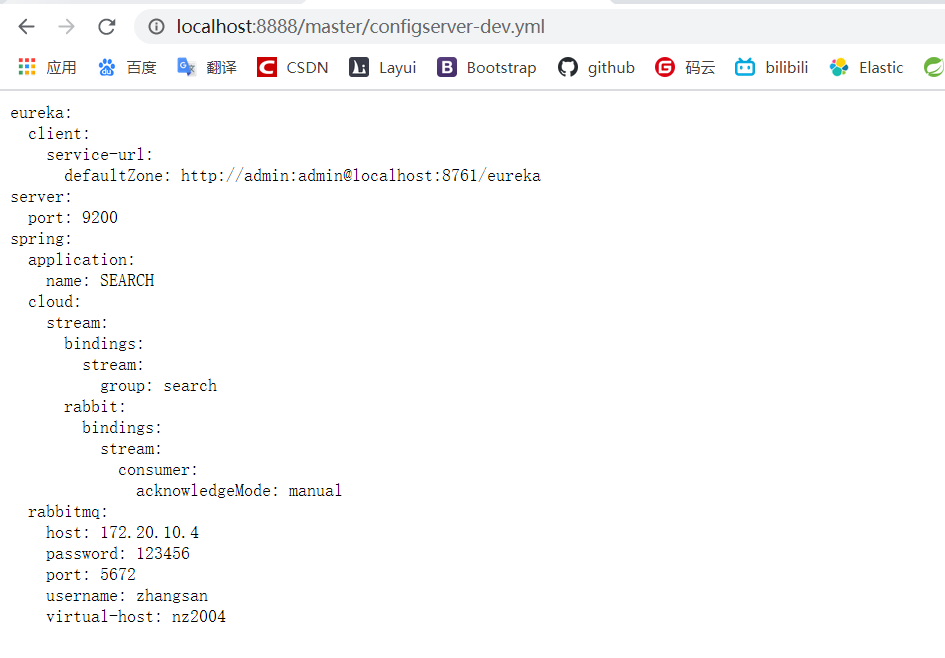 localhost:8888/master/configserver-dev.yml
应用 百度 翻译 CSDN Layui Bootstrap github 码云 bilibili Elastic
eureka:
  client:
    service-url:
      defaultZone: http://admin:admin@localhost:8761/eureka
server:
  port: 9200
spring:
  application:
    name: SEARCH
  cloud:
    stream:
      bindings:
        stream:
          group: search
      rabbit:
        bindings:
          stream:
            consumer:
              acknowledgeMode: manual
  rabbitmq:
    host: 172.20.10.4
    password: 123456
    port: 5672
    username: zhangsan
    virtual-host: nz2004